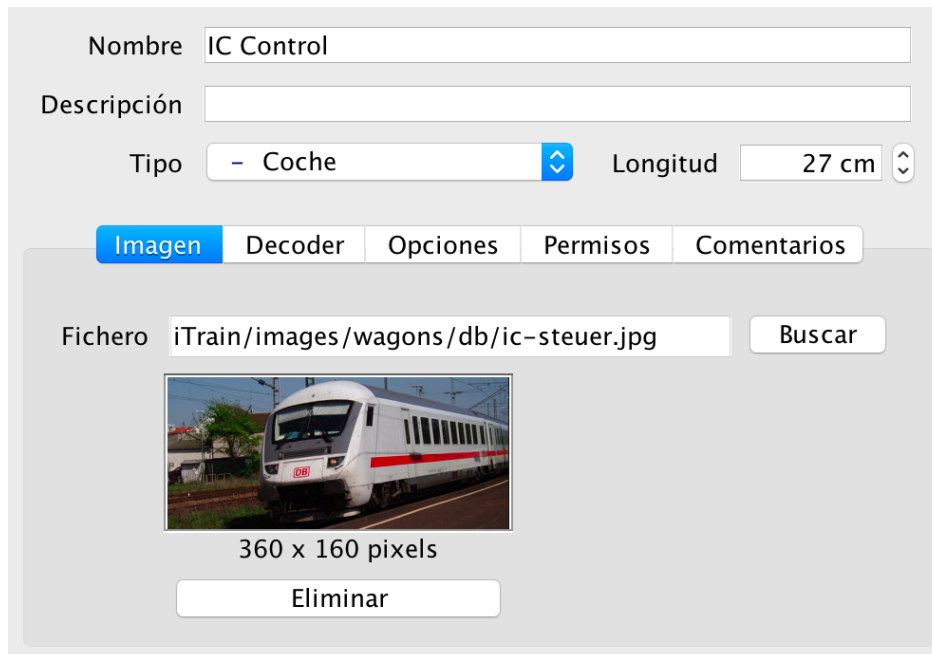 Nombre IC Control
Descripción
Tipo – Coche Longitud 27 cm
Imagen Decoder Opciones Permisos Comentarios
Fichero iTrain/images/wagons/db/ic-steuer.jpg Buscar
DB
360 x 160 pixels
Eliminar